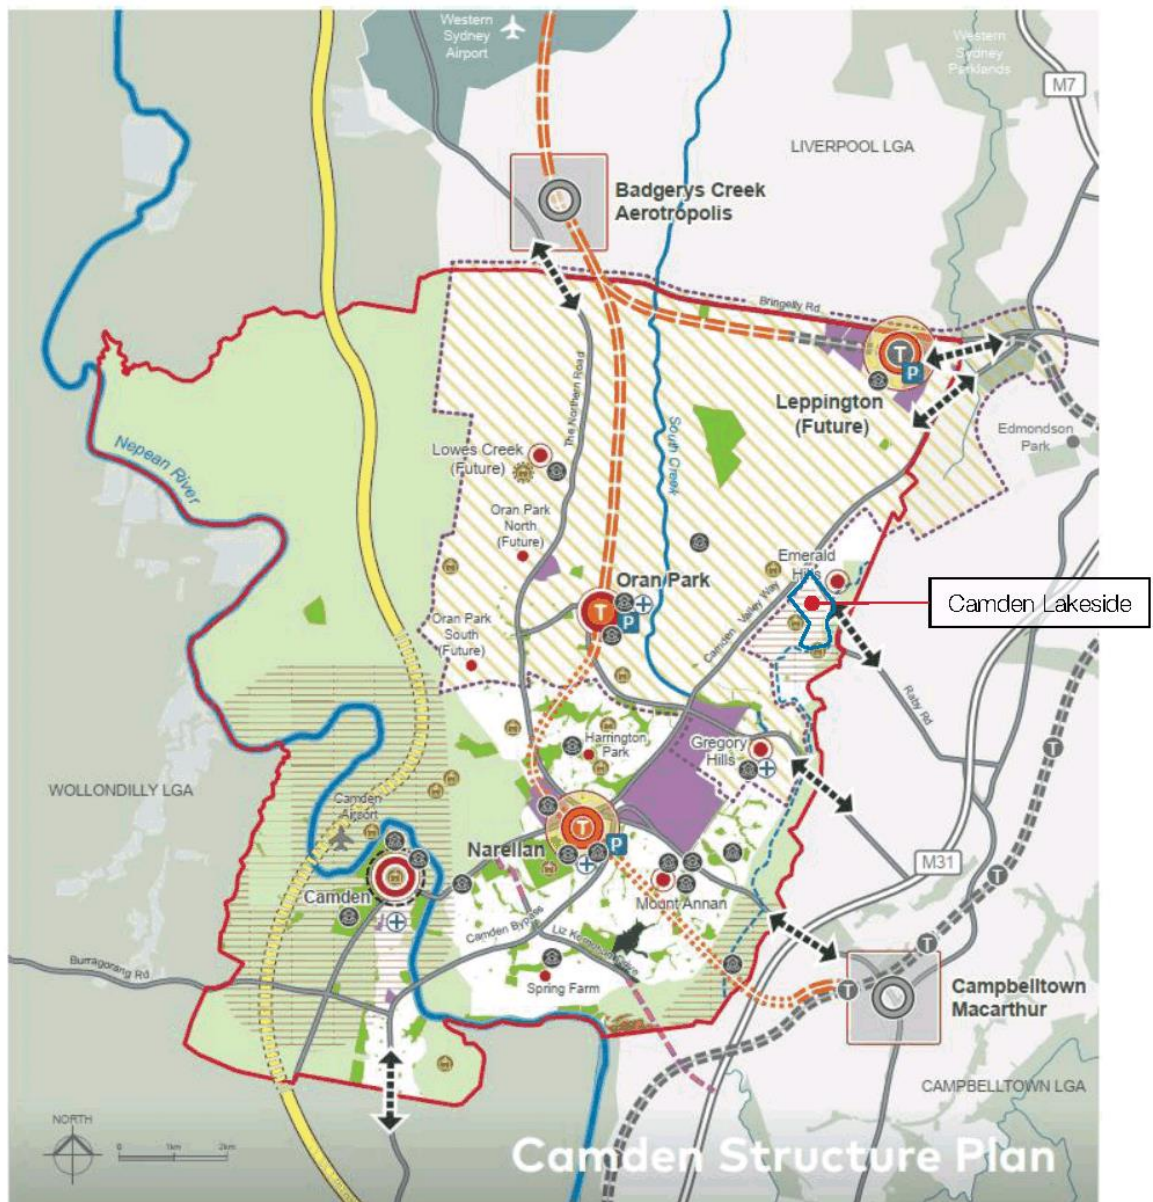 Western
Sydney
Airport
Western
Sydney
Parklands
M7
LIVERPOOL LGA
Badgerys Creek
Aerotropolis
Bringelly Rd
T
P
Leppington
(Future)
Edmondson
Park
The Northern Road
South Creek
Nepean River
Lowes Creek
(Future)
Oran Park
North
(Future)
Emerald
Hills
Oran Park
T
P
Camden Lakeside
Oran Park
South
(Future)
Camden Valley Way
Raby Rd
T
Harrington
Park
Gregory
Hills
WOLLONDILLY LGA
Camden
Airport
T
P
Narellan
M31
T
Camden
Mount Annan
Camden Bypass
Liz Kernohan Drive
T
Burragorang Rd
Spring Farm
T
Campbelltown
Macarthur
CAMPBELLTOWN LGA
NORTH
0 1km 2km
Camden Structure Plan